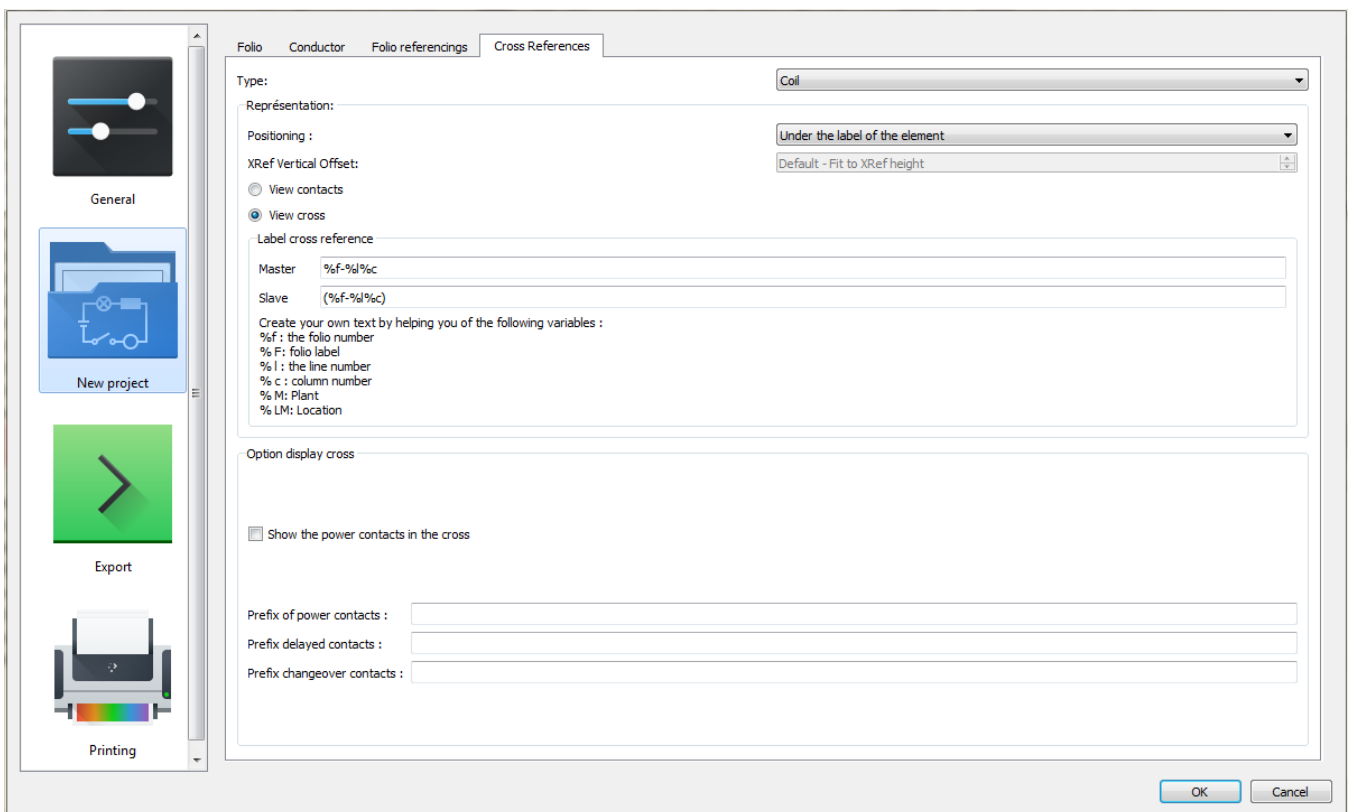 General
New project
Export
Printing
Folio Conductor Folio referencings Cross References
Type: Coil
Représentation:
Positioning : Under the label of the element
XRef Vertical Offset: Default - Fit to XRef height
View contacts
View cross
Label cross reference
Master %f-%l%c
Slave (%f-%l%c)
Create your own text by helping you of the following variables :
%f : the folio number
% F: folio label
% l : the line number
% c : column number
% M: Plant
% LM: Location
Option display cross
Show the power contacts in the cross
Prefix of power contacts :
Prefix delayed contacts :
Prefix changeover contacts :
OK Cancel